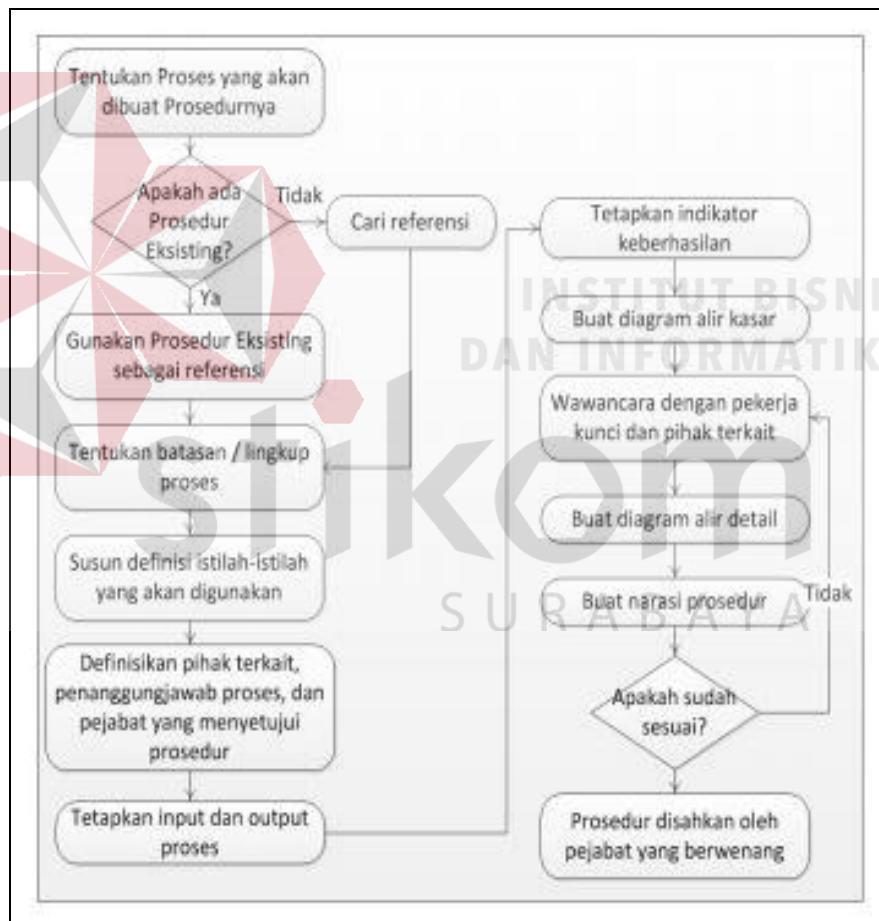 Tentukan Proses yang akan
dibuat Prosedurnya
Apakah ada
Prosedur
Eksisting?
Tidak
Cari referensi
Ya
Gunakan Prosedur Eksisting
sebagai referensi
Tentukan batasan / lingkup
proses
Susun definisi istilah-istilah
yang akan digunakan
Definisikan pihak terkait,
penanggungjawab proses, dan
pejabat yang menyetujui
prosedur
Tetapkan input dan output
proses
Tetapkan indikator
keberhasilan
Buat diagram alir kasar
Wawancara dengan pekerja
kunci dan pihak terkait
Buat diagram alir detail
Buat narasi prosedur
Tidak
Apakah sudah
sesuai?
Prosedur disahkan oleh
pejabat yang berwenang
INSTITUT BISNI
DAN INFORMATIK
stikom
SURABAYA